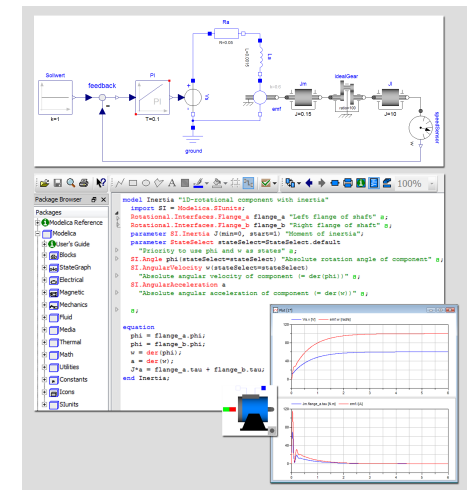 Ra
R=0.05
La
L=0.0015
Sollwert
feedback
PI
PI
k=1
T=0.1
Vs
ground
emf
Jm
J=0.15
idealGear
ratio=100
Jl
J=10
speedSensor
w
100%
Package Browser
Packages
Modelica Reference
Modelica
User's Guide
Blocks
StateGraph
Electrical
Magnetic
Mechanics
Fluid
Media
Thermal
Math
Utilities
Constants
Icons
SIunits
model Inertia "1D-rotational component with inertia"
import SI = Modelica.SIunits;
Rotational.Interfaces.Flange_a flange_a "Left flange of shaft" a;
Rotational.Interfaces.Flange_b flange_b "Right flange of shaft" a;
parameter SI.Inertia J(min=0, start=1) "Moment of inertia";
parameter StateSelect stateSelect=StateSelect.default
"Priority to use phi and w as states" a;
SI.Angle phi(stateSelect=stateSelect) "Absolute rotation angle of component" a;
SI.AngularVelocity w(stateSelect=stateSelect)
"Absolute angular velocity of component (= der(phi))" a;
SI.AngularAcceleration a
"Absolute angular acceleration of component (= der(w))" a;
a;
equation
phi = flange_a.phi;
phi = flange_b.phi;
w = der(phi);
a = der(w);
J*a = flange_a.tau + flange_b.tau;
end Inertia;